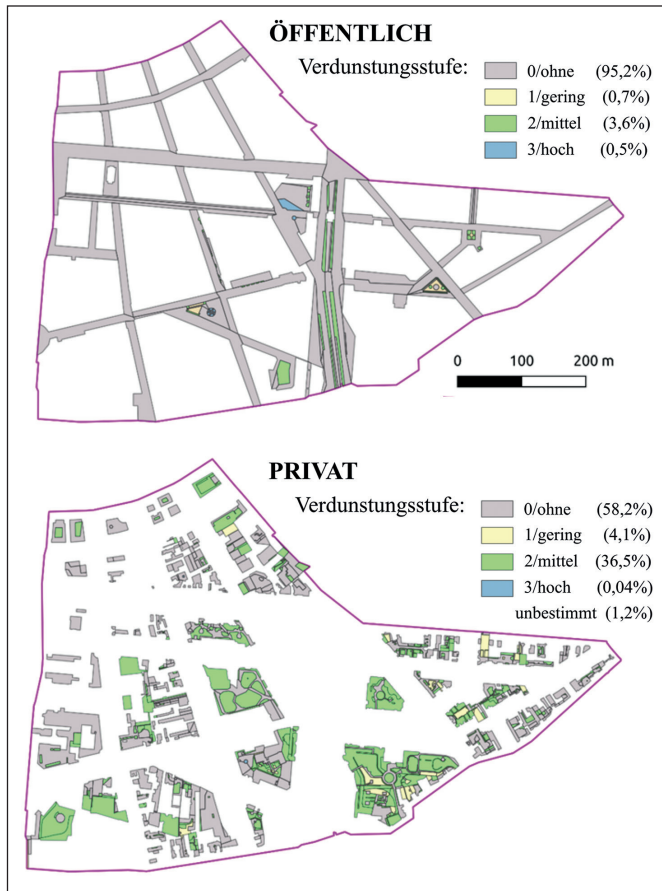 ÖFFENTLICH
Verdunstungsstufe:
0/ohne (95,2%)
1/gering (0,7%)
2/mittel (3,6%)
3/hoch (0,5%)
0 100 200 m
PRIVAT
Verdunstungsstufe:
0/ohne (58,2%)
1/gering (4,1%)
2/mittel (36,5%)
3/hoch (0,04%)
unbestimmt (1,2%)